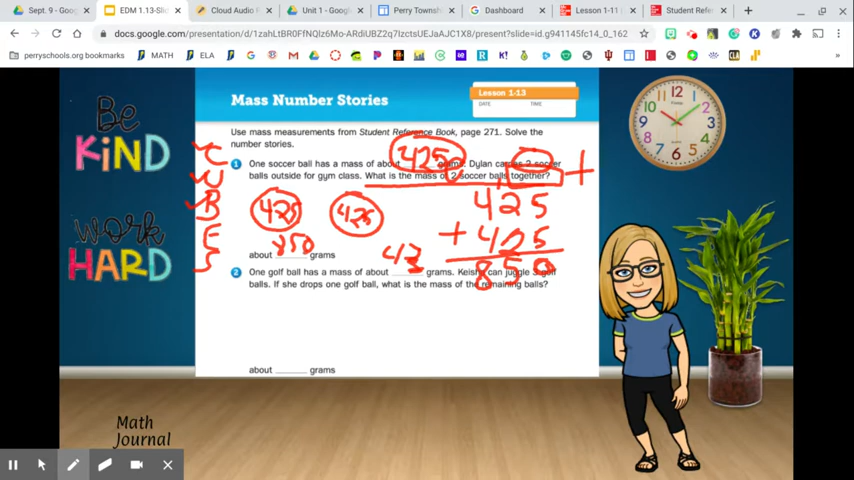 Sept. 9 - Goog
EDM 1.13-Slid
Cloud Audio R
Unit 1 - Googl
Perry Townsh
Dashboard
Lesson 1-11 |
Student Refer
docs.google.com/presentation/d/1zahLtBR0FfNQlz6Mo-ARdiUBZ2q7IzctsUEJaAJC1X8/present?slide=id.g941145fc14_0_162
perryschools.org bookmarks
MATH
ELA
Be
KiND
work
HARD
Mass Number Stories
Lesson 1-13
DATE TIME
Use mass measurements from Student Reference Book, page 271. Solve the
number stories.
1 One soccer ball has a mass of about 425 grams. Dylan carries 2 soccer
balls outside for gym class. What is the mass of 2 soccer balls together?
+
C
U
B
E
S
425 425
425
+ 425
850
about 850 grams
2 One golf ball has a mass of about 43 grams. Keisha can juggle 3 golf
balls. If she drops one golf ball, what is the mass of the remaining balls?
about ____ grams
Math
Journal